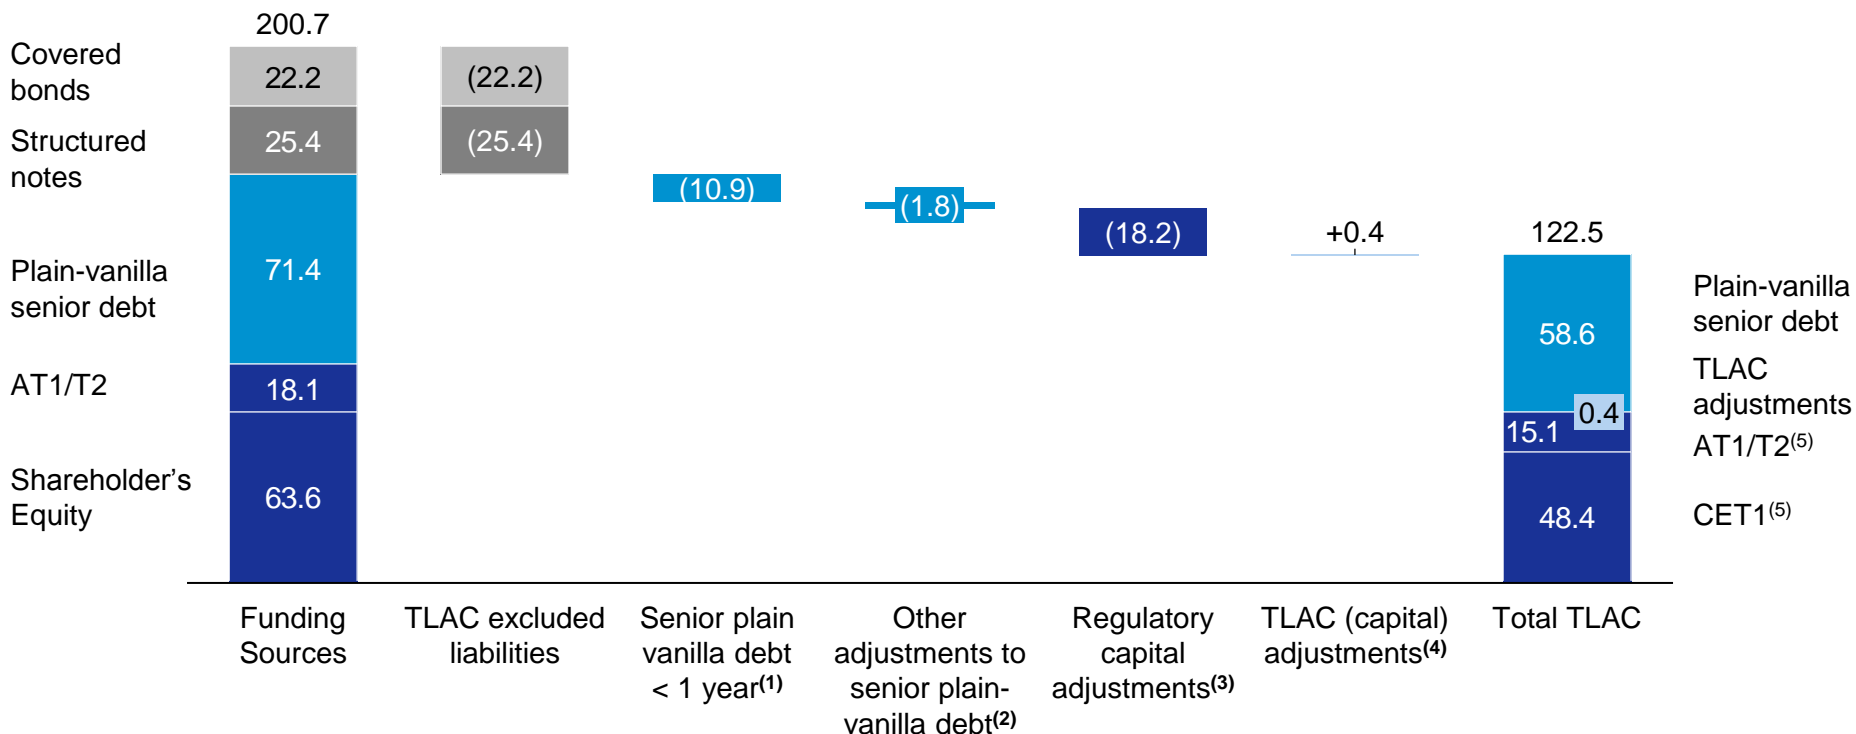 200.7
Covered
bonds
22.2
(22.2)
Structured
notes
25.4
(25.4)
Plain-vanilla
senior debt
71.4
(10.9)
(1.8)
(18.2)
+0.4
122.5
AT1/T2
18.1
Shareholder's
Equity
63.6
58.6
0.4
15.1
48.4
Plain-vanilla
senior debt
TLAC
adjustments
AT1/T2(5)
CET1(5)
Funding
Sources
TLAC excluded
liabilities
Senior plain
vanilla debt
< 1 year(1)
Other
adjustments to
senior plain-
vanilla debt(2)
Regulatory
capital
adjustments(3)
TLAC (capital)
adjustments(4)
Total TLAC